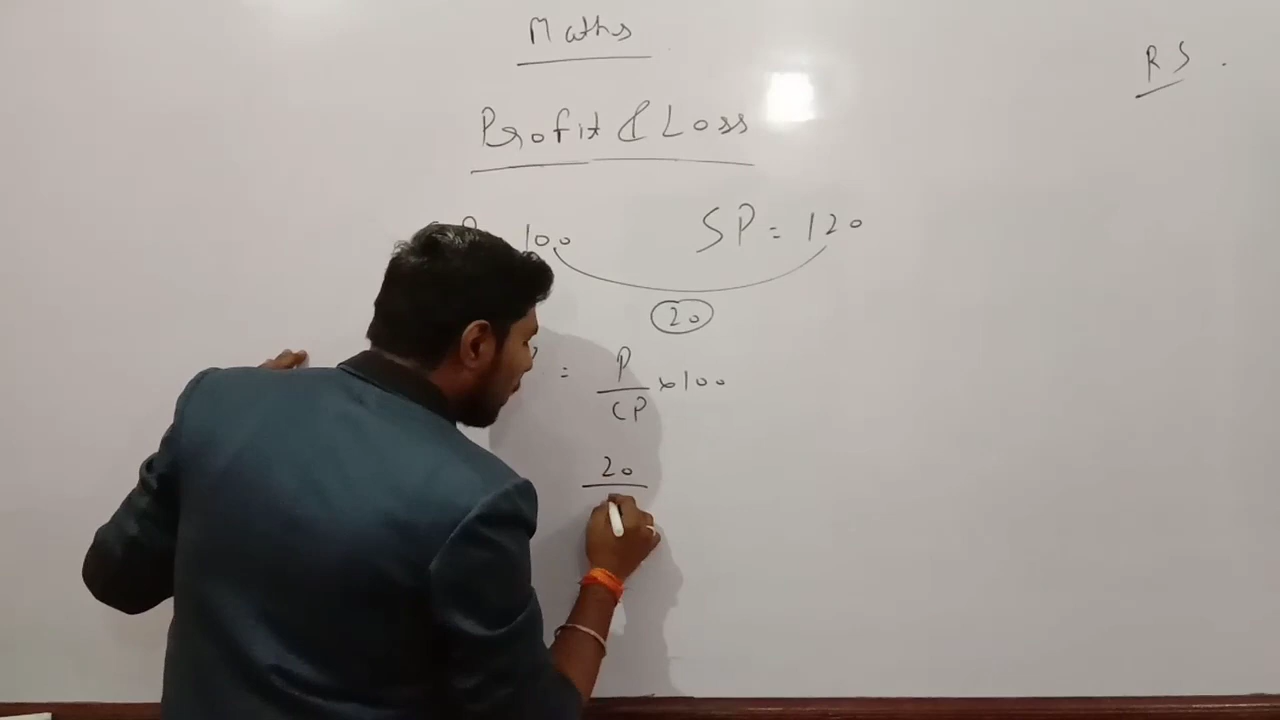 Maths
RS.
Profit & Loss
100 SP = 120
20
= P/CP × 100
20